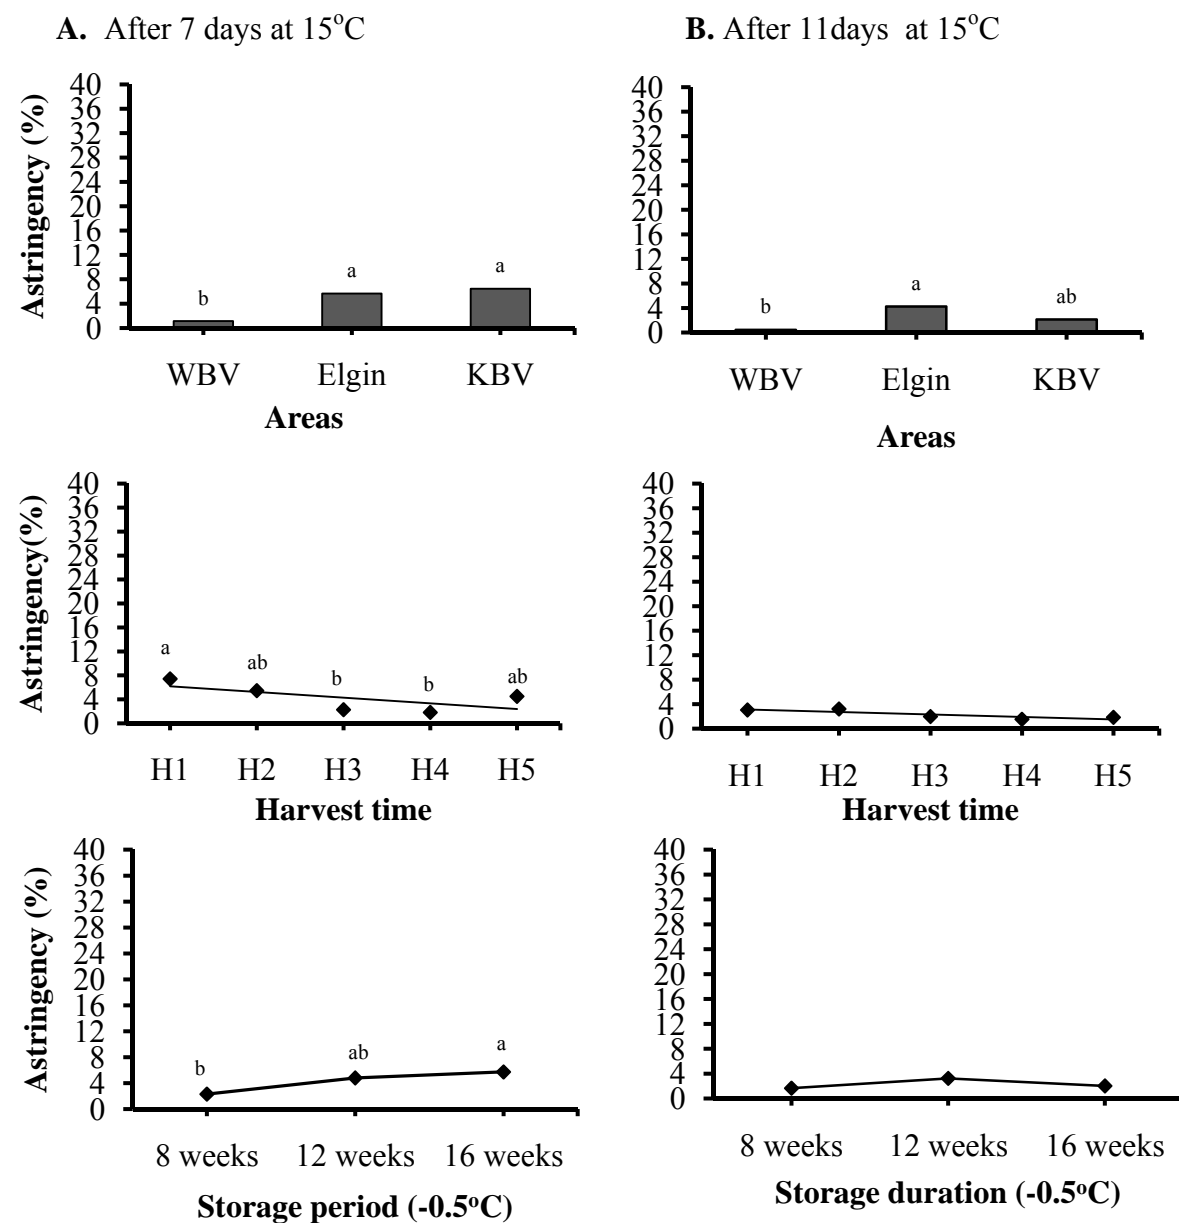 A. After 7 days at 15°C
Astringency (%)
40
36
32
28
24
20
16
12
8
4
0
b
a
a
WBV Elgin KBV
Areas
B. After 11days at 15°C
40
36
32
28
24
20
16
12
8
4
0
b
a
ab
WBV Elgin KBV
Areas
Astringency(%)
40
36
32
28
24
20
16
12
8
4
0
a
ab
b
b
ab
H1 H2 H3 H4 H5
Harvest time
40
36
32
28
24
20
16
12
8
4
0
H1 H2 H3 H4 H5
Harvest time
Astringency (%)
40
36
32
28
24
20
16
12
8
4
0
b
ab
a
8 weeks 12 weeks 16 weeks
Storage period (-0.5°C)
40
36
32
28
24
20
16
12
8
4
0
8 weeks 12 weeks 16 weeks
Storage duration (-0.5°C)